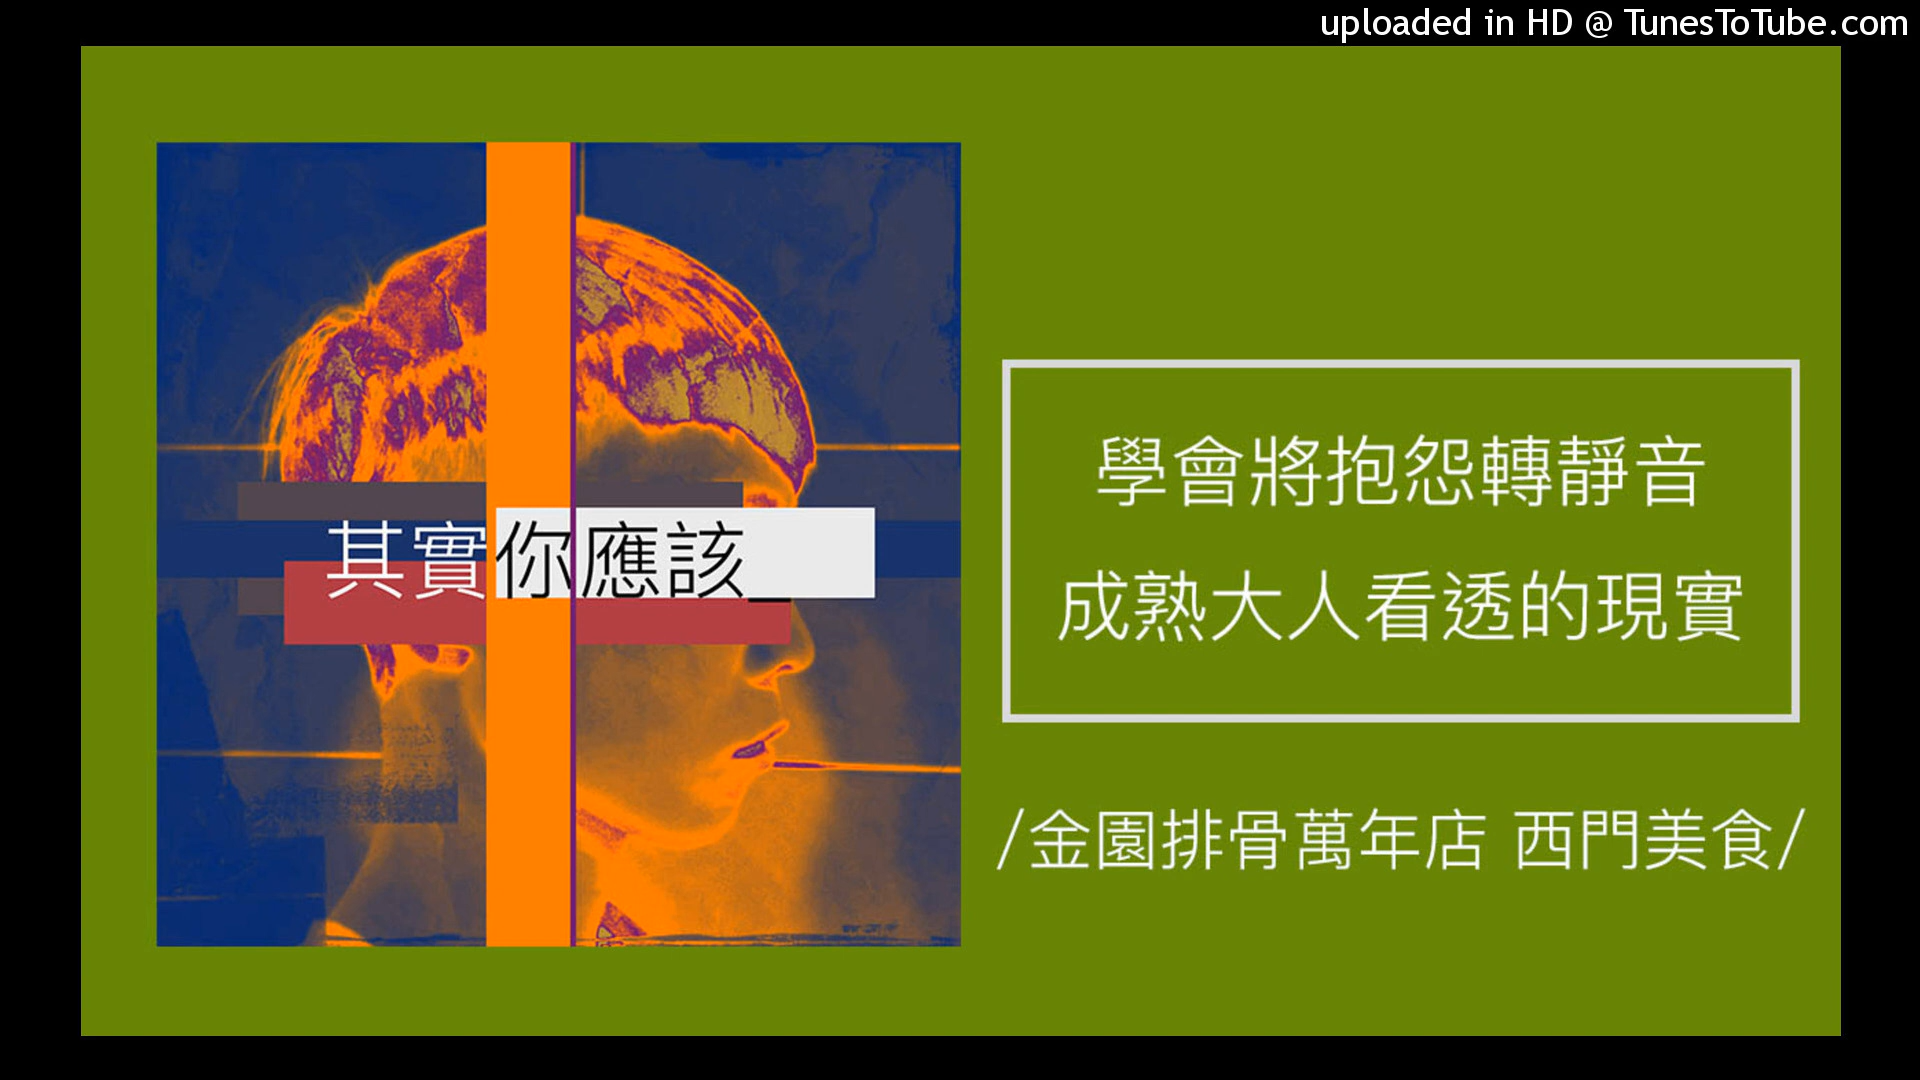 uploaded in HD @ TunesToTube.com
其實你應該_
學會將抱怨轉靜音
成熟大人看透的現實
/金園排骨萬年店 西門美食/